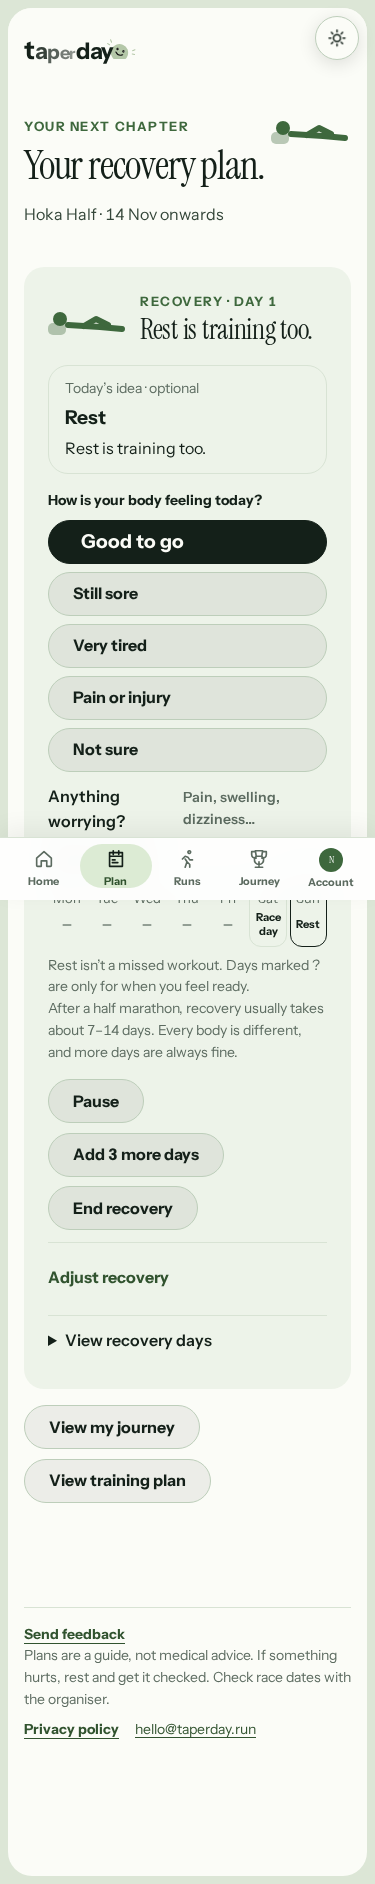 taperday
YOUR NEXT CHAPTER
Your recovery plan.
Hoka Half · 14 Nov onwards
RECOVERY · DAY 1
Rest is training too.
Today's idea · optional
Rest
Rest is training too.
How is your body feeling today?
Good to go
Still sore
Very tired
Pain or injury
Not sure
Anything worrying?
Pain, swelling, dizziness…
Home
Plan
Runs
Journey
N
Account
Mon Tue Wed Thu Fri Sat Sun
– – – – – Race day Rest
Rest isn't a missed workout. Days marked ?
are only for when you feel ready.
After a half marathon, recovery usually takes
about 7–14 days. Every body is different,
and more days are always fine.
Pause
Add 3 more days
End recovery
Adjust recovery
View recovery days
View my journey
View training plan
Send feedback
Plans are a guide, not medical advice. If something
hurts, rest and get it checked. Check race dates with
the organiser.
Privacy policy hello@taperday.run